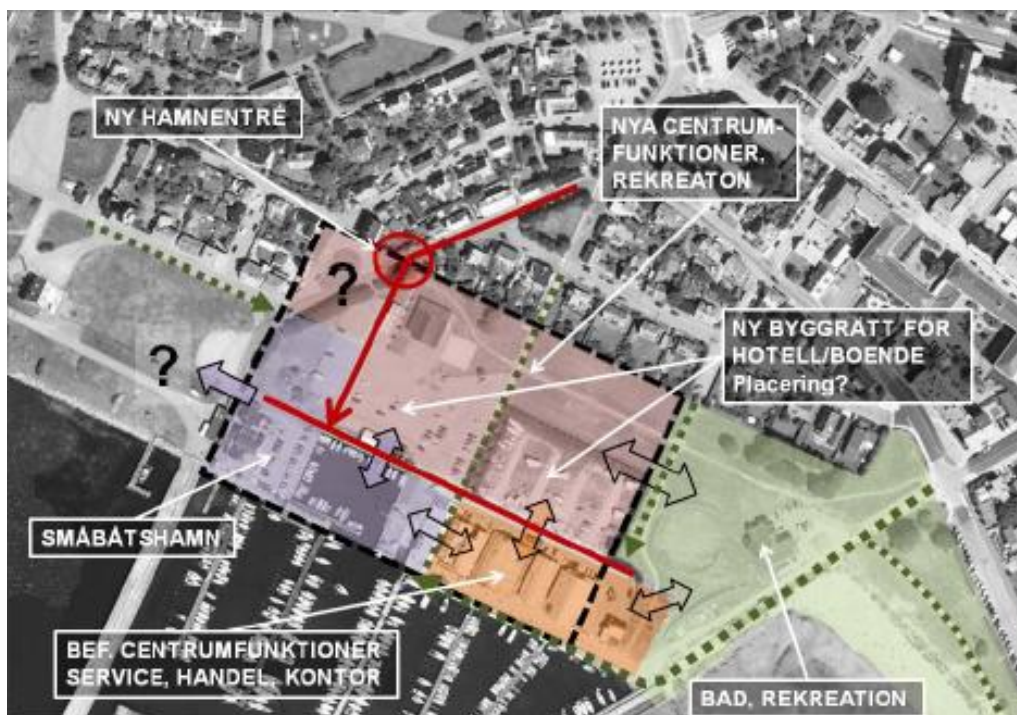 NY HAMNENTRÉ
NYA CENTRUM-
FUNKTIONER,
REKREATON
?
?
NY BYGGRÄTT FÖR
HOTELL/BOENDE
Placering?
SMÅBÅTSHAMN
BEF. CENTRUMFUNKTIONER
SERVICE, HANDEL, KONTOR
BAD, REKREATION